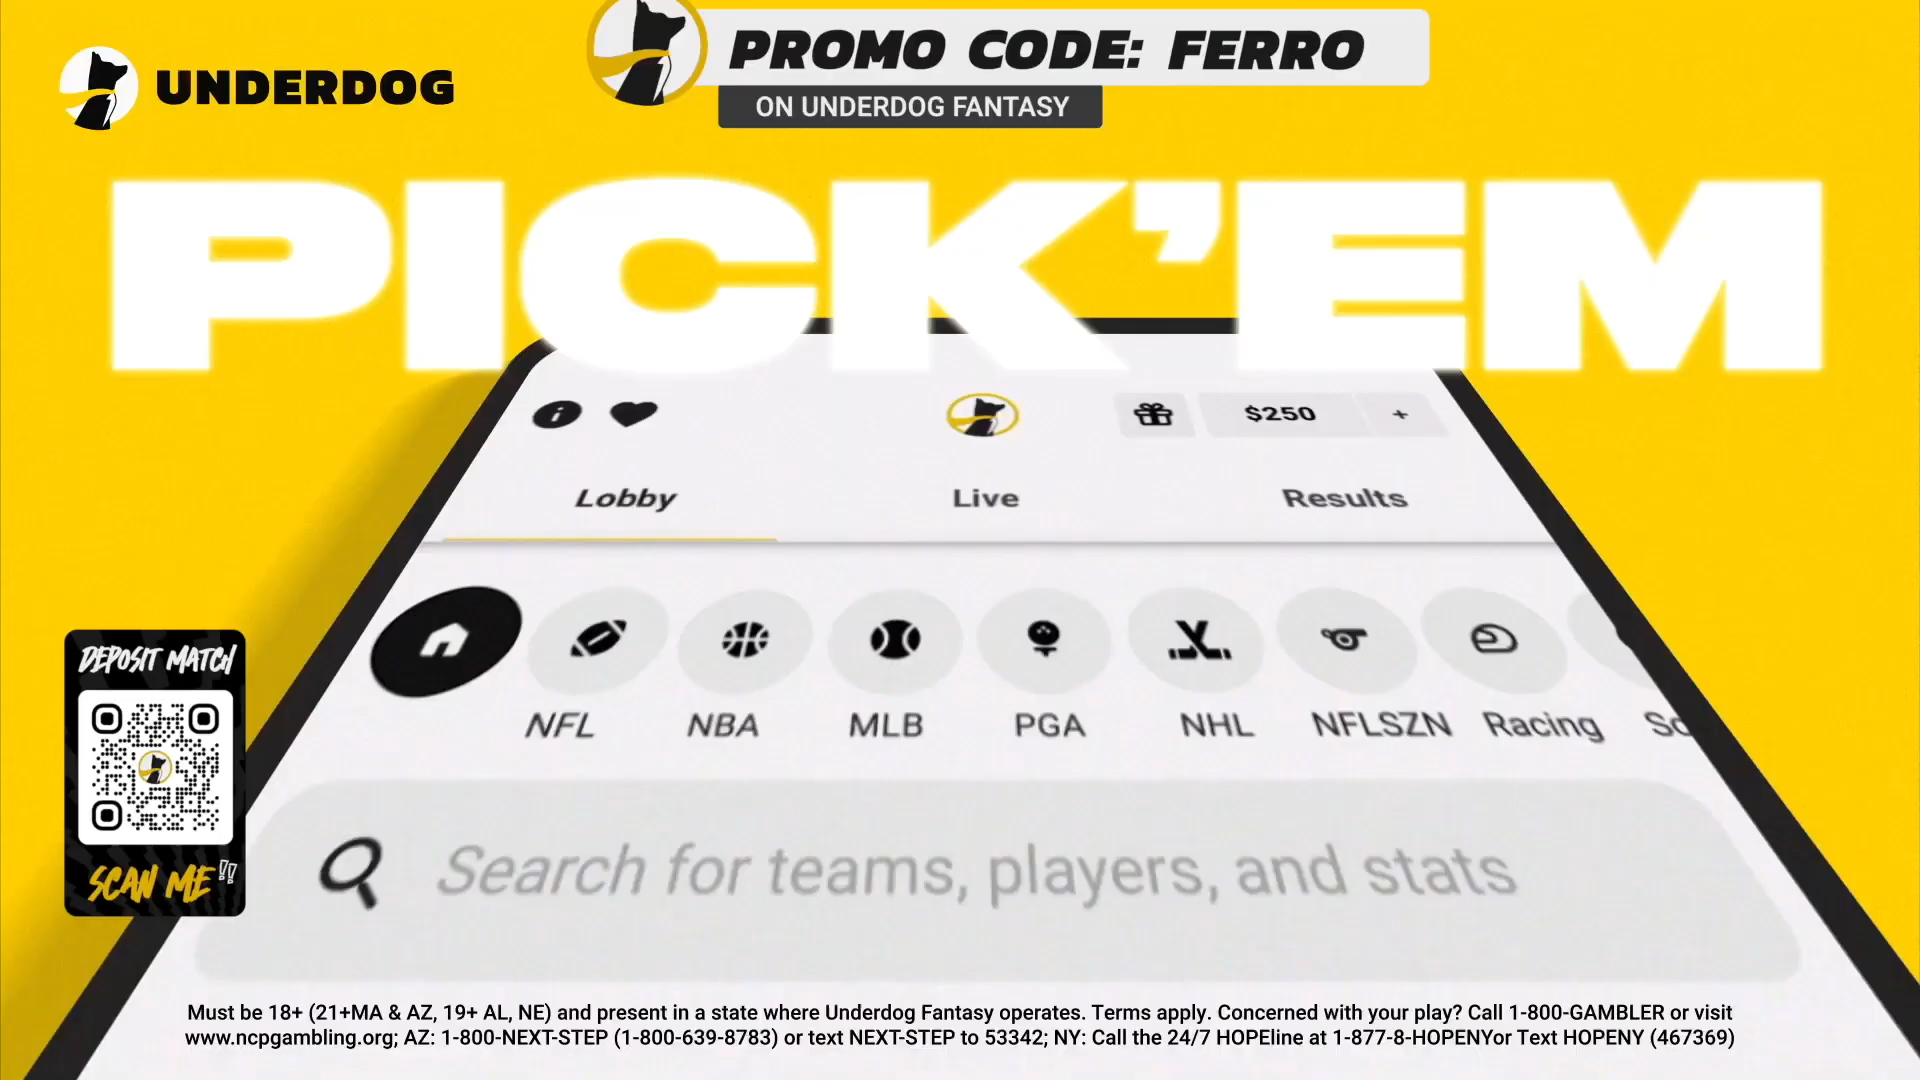 UNDERDOG
PROMO CODE: FERRO
ON UNDERDOG FANTASY
PICK'EM
$250
+
Lobby
Live
Results
NFL
NBA
MLB
PGA
NHL
NFLSZN
Racing
Search for teams, players, and stats
DEPOSIT MATCH
SCAN ME!!
Must be 18+ (21+MA & AZ, 19+ AL, NE) and present in a state where Underdog Fantasy operates. Terms apply. Concerned with your play? Call 1-800-GAMBLER or visit
www.ncpgambling.org; AZ: 1-800-NEXT-STEP (1-800-639-8783) or text NEXT-STEP to 53342; NY: Call the 24/7 HOPEline at 1-877-8-HOPENYor Text HOPENY (467369)